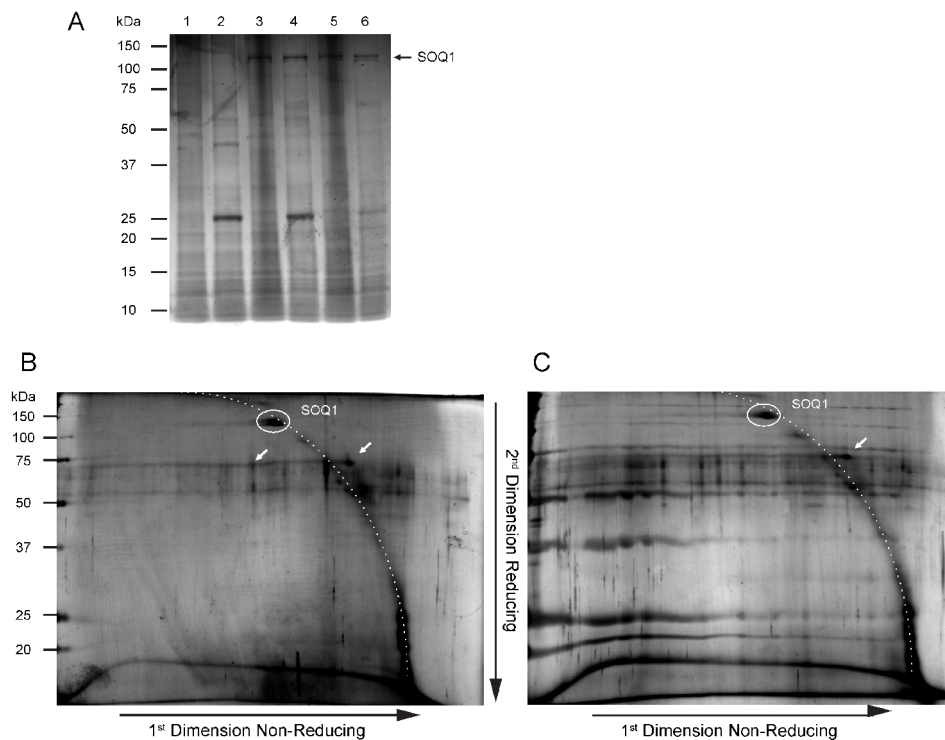 A
kDa 1 2 3 4 5 6
150
100
75
50
37
25
20
15
10
SOQ1
B
kDa
150
100
75
50
37
25
20
SOQ1
1st Dimension Non-Reducing
2nd Dimension Reducing
C
SOQ1
1st Dimension Non-Reducing